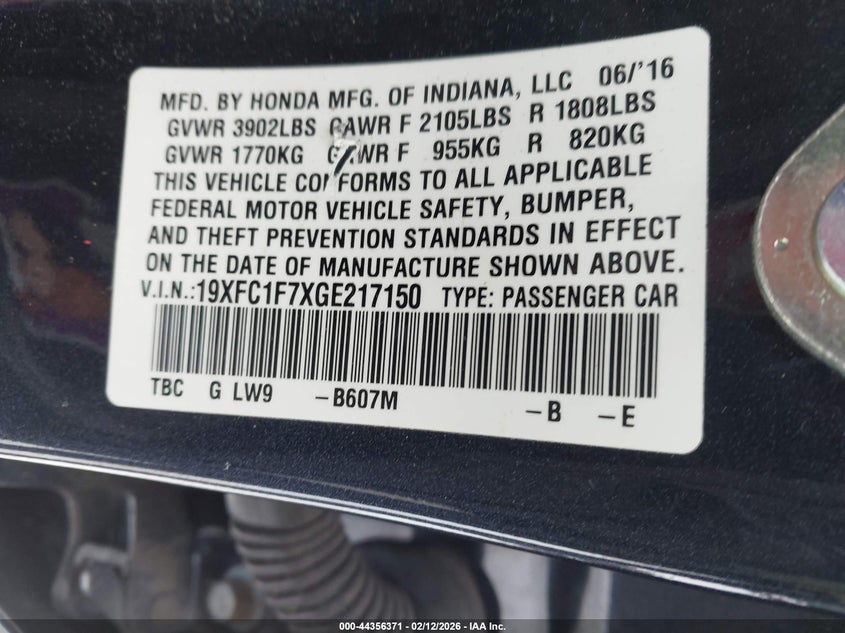 MFD. BY HONDA MFG. OF INDIANA, LLC 06/'16
GVWR 3902LBS GAWR F 2105LBS R 1808LBS
GVWR 1770KG GAWR F 955KG R 820KG
THIS VEHICLE CONFORMS TO ALL APPLICABLE
FEDERAL MOTOR VEHICLE SAFETY, BUMPER,
AND THEFT PREVENTION STANDARDS IN EFFECT
ON THE DATE OF MANUFACTURE SHOWN ABOVE.
V.I.N.:19XFC1F7XGE217150 TYPE: PASSENGER CAR
TBC G LW9 -B607M -B -E
000-44356371 | 02/12/2026 - IAA Inc.